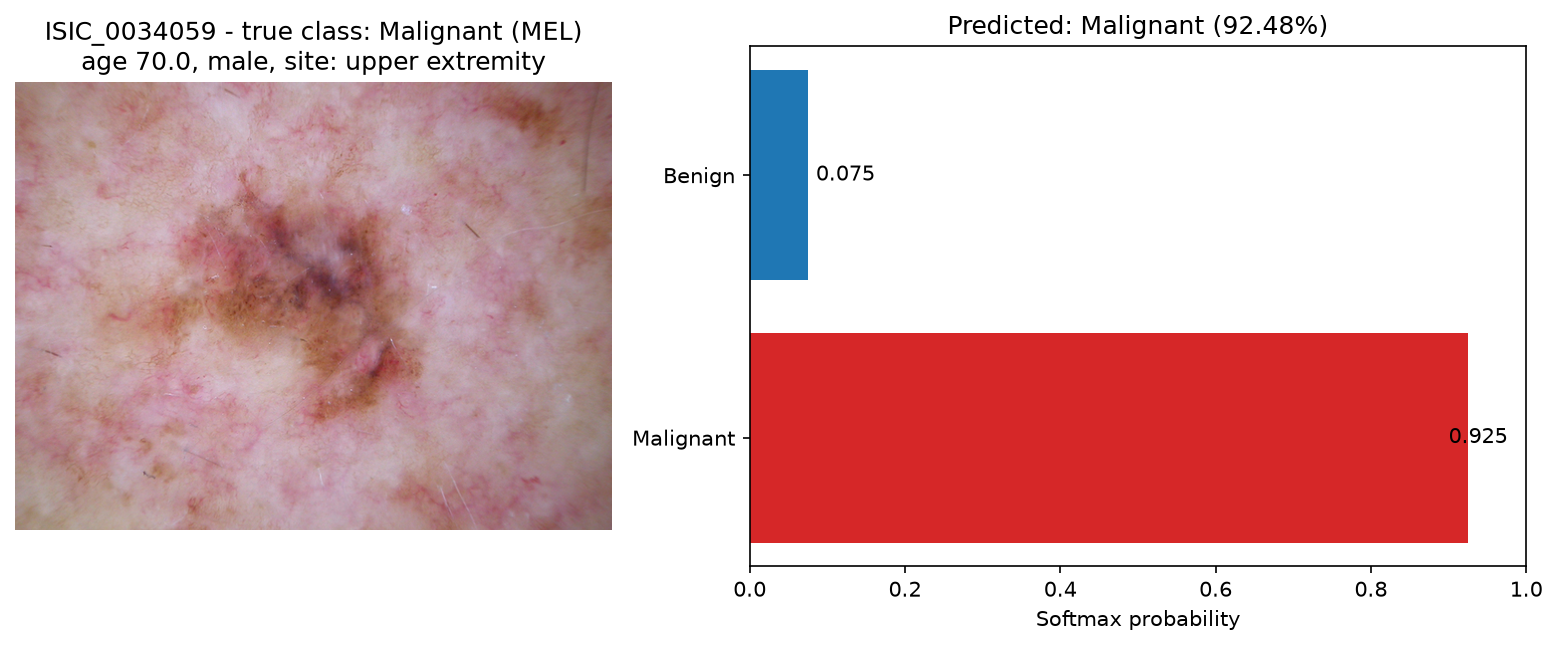 ISIC_0034059 - true class: Malignant (MEL)
age 70.0, male, site: upper extremity
Predicted: Malignant (92.48%)
Benign
0.075
Malignant
0.925
0.0 0.2 0.4 0.6 0.8 1.0
Softmax probability